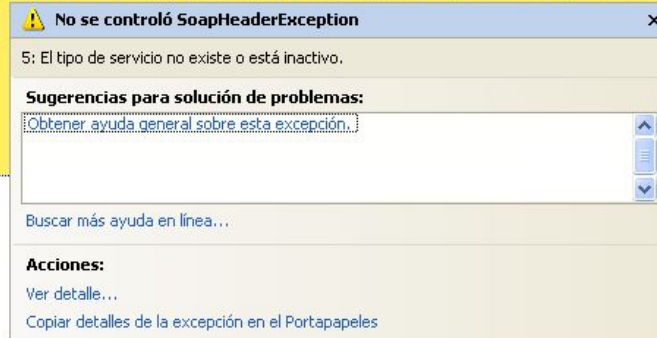 No se controló SoapHeaderException
5: El tipo de servicio no existe o está inactivo.
Sugerencias para solución de problemas:
Obtener ayuda general sobre esta excepción.
Buscar más ayuda en línea...
Acciones:
Ver detalle...
Copiar detalles de la excepción en el Portapapeles